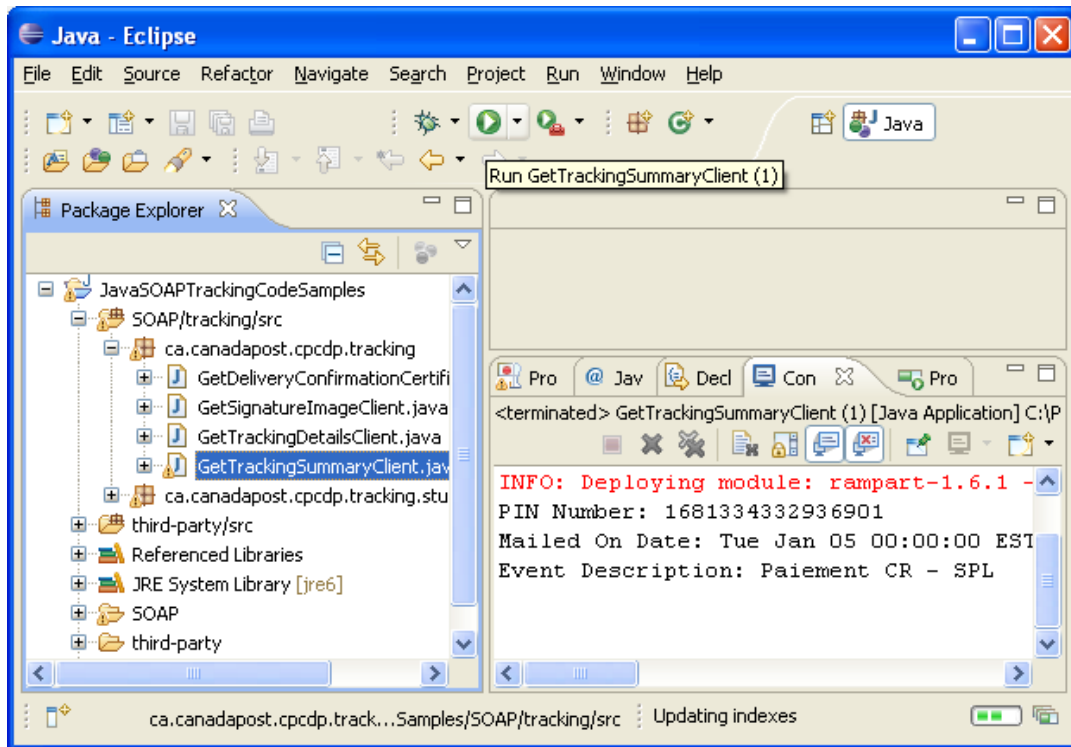 Java - Eclipse
File Edit Source Refactor Navigate Search Project Run Window Help
Java
Run GetTrackingSummaryClient (1)
Package Explorer
JavaSOAPTrackingCodeSamples
SOAP/tracking/src
ca.canadapost.cpcdp.tracking
GetDeliveryConfirmationCertifi
GetSignatureImageClient.java
GetTrackingDetailsClient.java
GetTrackingSummaryClient.jav
ca.canadapost.cpcdp.tracking.stu
third-party/src
Referenced Libraries
JRE System Library [jre6]
SOAP
third-party
Pro @ Jav Decl Con Pro
<terminated> GetTrackingSummaryClient (1) [Java Application] C:\P
INFO: Deploying module: rampart-1.6.1 -
PIN Number: 1681334332936901
Mailed On Date: Tue Jan 05 00:00:00 EST
Event Description: Paiement CR - SPL
ca.canadapost.cpcdp.track...Samples/SOAP/tracking/src Updating indexes